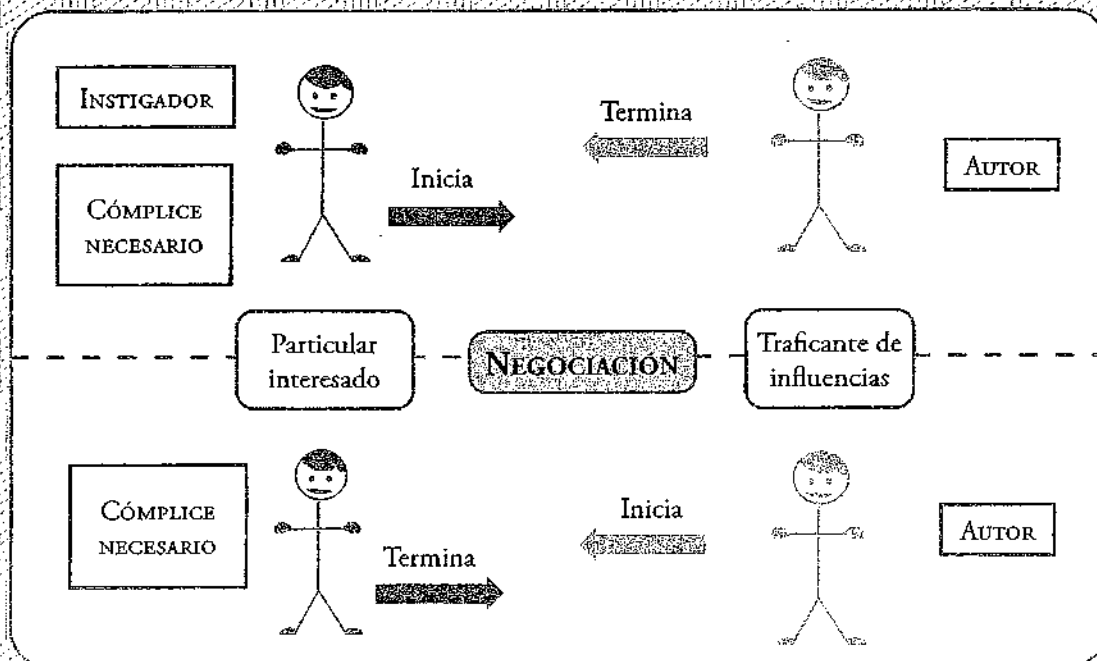 INSTIGADOR
CÓMPLICE
NECESARIO
Inicia
Termina
AUTOR
Particular
interesado
NEGOCIACIÓN
Traficante de
influencias
CÓMPLICE
NECESARIO
Termina
Inicia
AUTOR